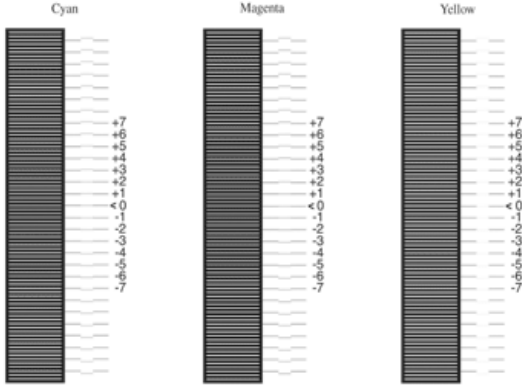 Cyan Magenta Yellow
+7 +7 +7
+6 +6 +6
+5 +5 +5
+4 +4 +4
+3 +3 +3
+2 +2 +2
+1 +1 +1
<0 <0 <0
-1 -1 -1
-2 -2 -2
-3 -3 -3
-4 -4 -4
-5 -5 -5
-6 -6 -6
-7 -7 -7